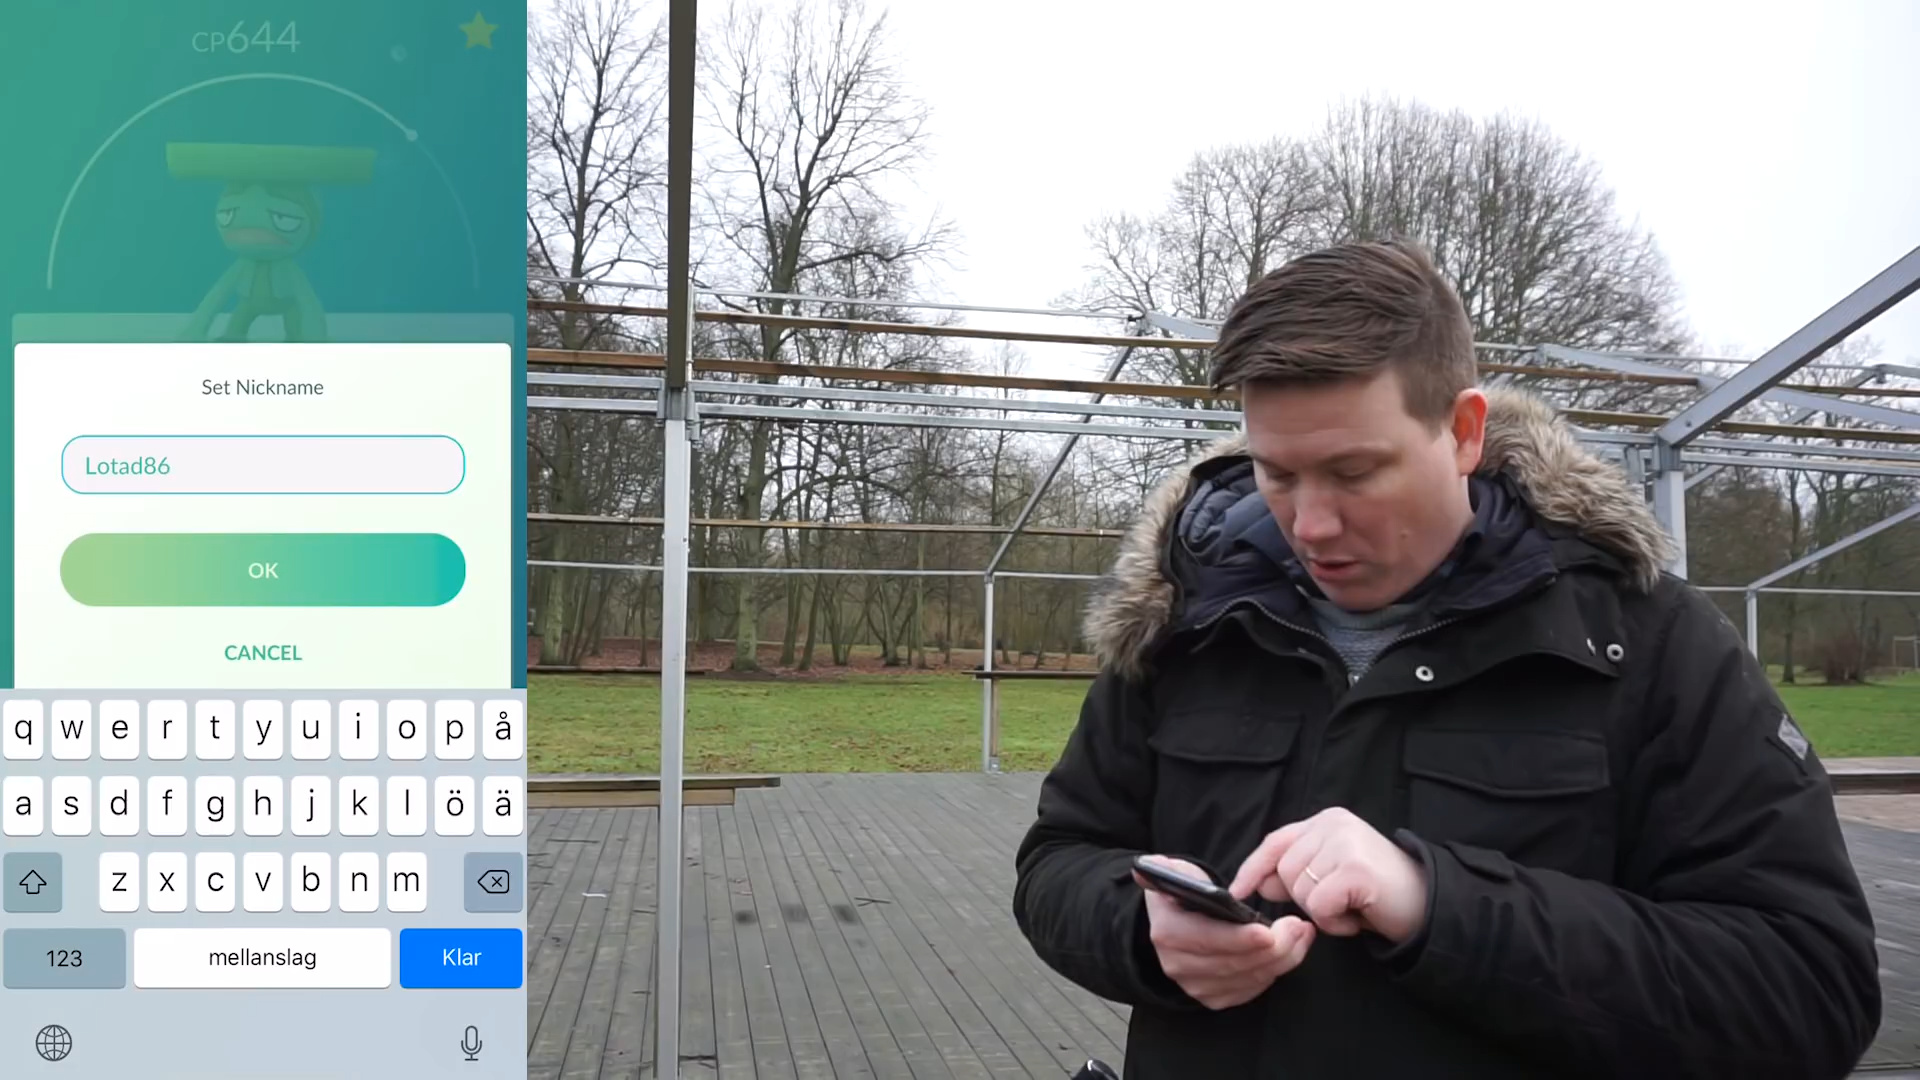 CP644
Set Nickname
Lotad86
OK
CANCEL
q w e r t y u i o p å
a s d f g h j k l ö ä
z x c v b n m
123 mellanslag Klar